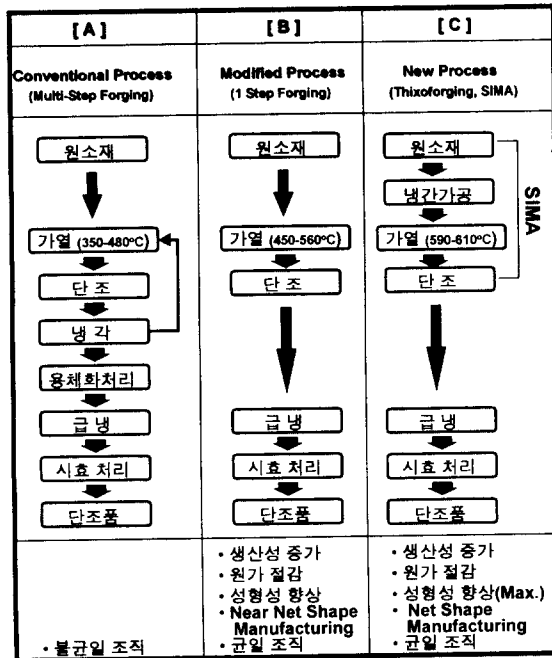 [ A ]
Conventional Process
(Multi-Step Forging)
원소재
가열 (350-480°C)
단 조
냉 각
용체화처리
급 냉
시효 처리
단조품
· 불균일 조직
[ B ]
Modified Process
(1 Step Forging)
원소재
가열 (450-560°C)
단 조
급 냉
시효 처리
단조품
· 생산성 증가
· 원가 절감
· 성형성 향상
· Near Net Shape
Manufacturing
· 균일 조직
[ C ]
New Process
(Thixoforging, SIMA)
원소재
냉간가공
가열 (590-610°C)
단 조
SIMA
급 냉
시효 처리
단조품
· 생산성 증가
· 원가 절감
· 성형성 향상(Max.)
· Net Shape
Manufacturing
· 균일 조직